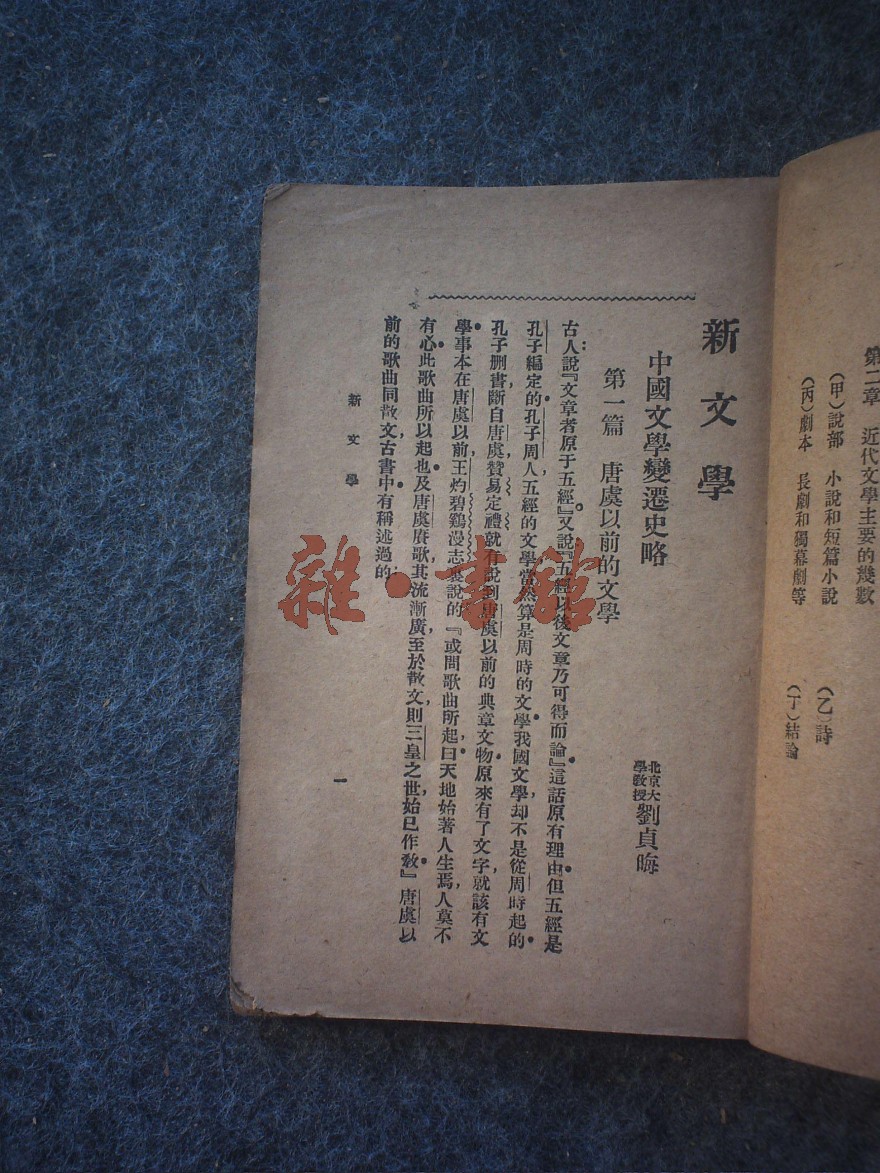 第二章　近代文學主要的幾數
（甲）說部　小說和短篇小說
（乙）詩
（丙）劇本　長劇和獨幕劇等
（丁）結論
新文學
中國文學變遷史略
北京大學教授 劉貞晦
第一篇　唐虞以前的文學
古人說：『文章者原于五經』又說『五經以後文章乃可得而論。』這話原有理由。但五經是
孔子編定的，孔子周人，五經的文學當然算是周時的文學。我國文學，却不是從周時起的。
孔子删書，斷自唐虞，贊易定禮，就有說到唐虞以前的典章文物。原來有了文字，就該有文
學。事本在唐虞以前，王灼碧鷄漫志裏說的『或問歌曲所起。曰天地始著人生焉，人莫不
有心。此歌曲所以起也。及唐虞賡歌，其流漸廣，至於散文，則三皇之世，始已作教。』唐虞以
前的歌曲同散文，古書中有稱述過的。
新文學
一
雜·書館